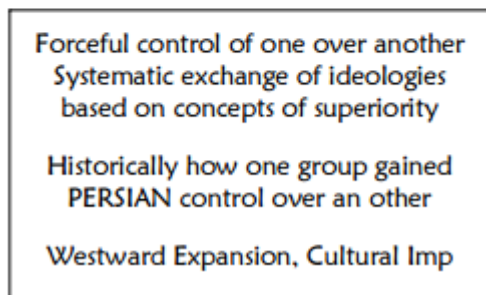 Forceful control of one over another
Systematic exchange of ideologies
based on concepts of superiority
Historically how one group gained
PERSIAN control over an other
Westward Expansion, Cultural Imp